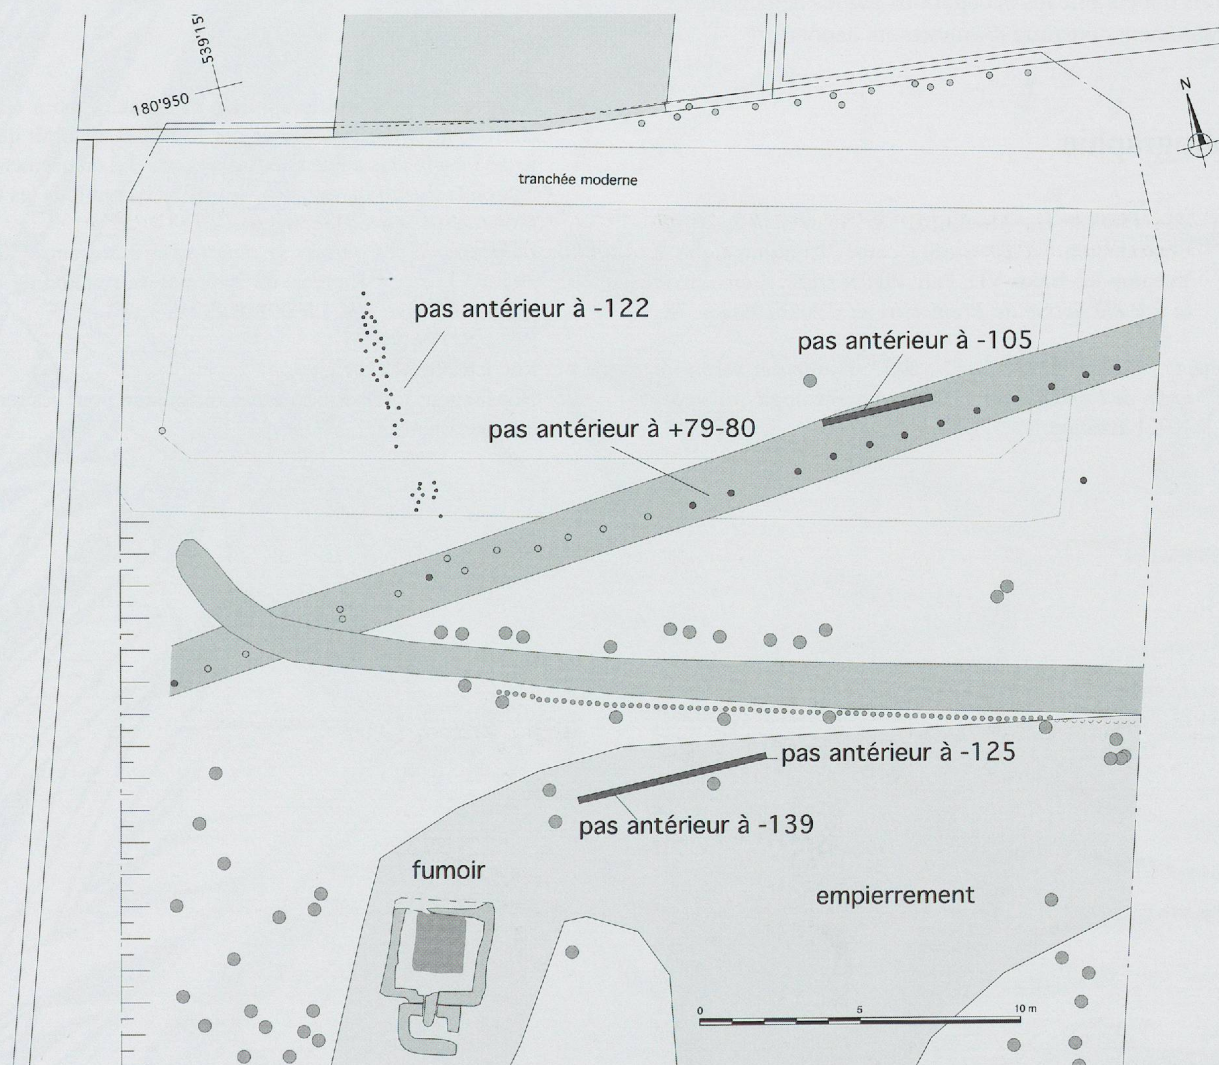 539'15'
180'950
N
tranchée moderne
pas antérieur à -122
pas antérieur à -105
pas antérieur à +79-80
pas antérieur à -125
pas antérieur à -139
fumoir
empierrement
0 5 10 m